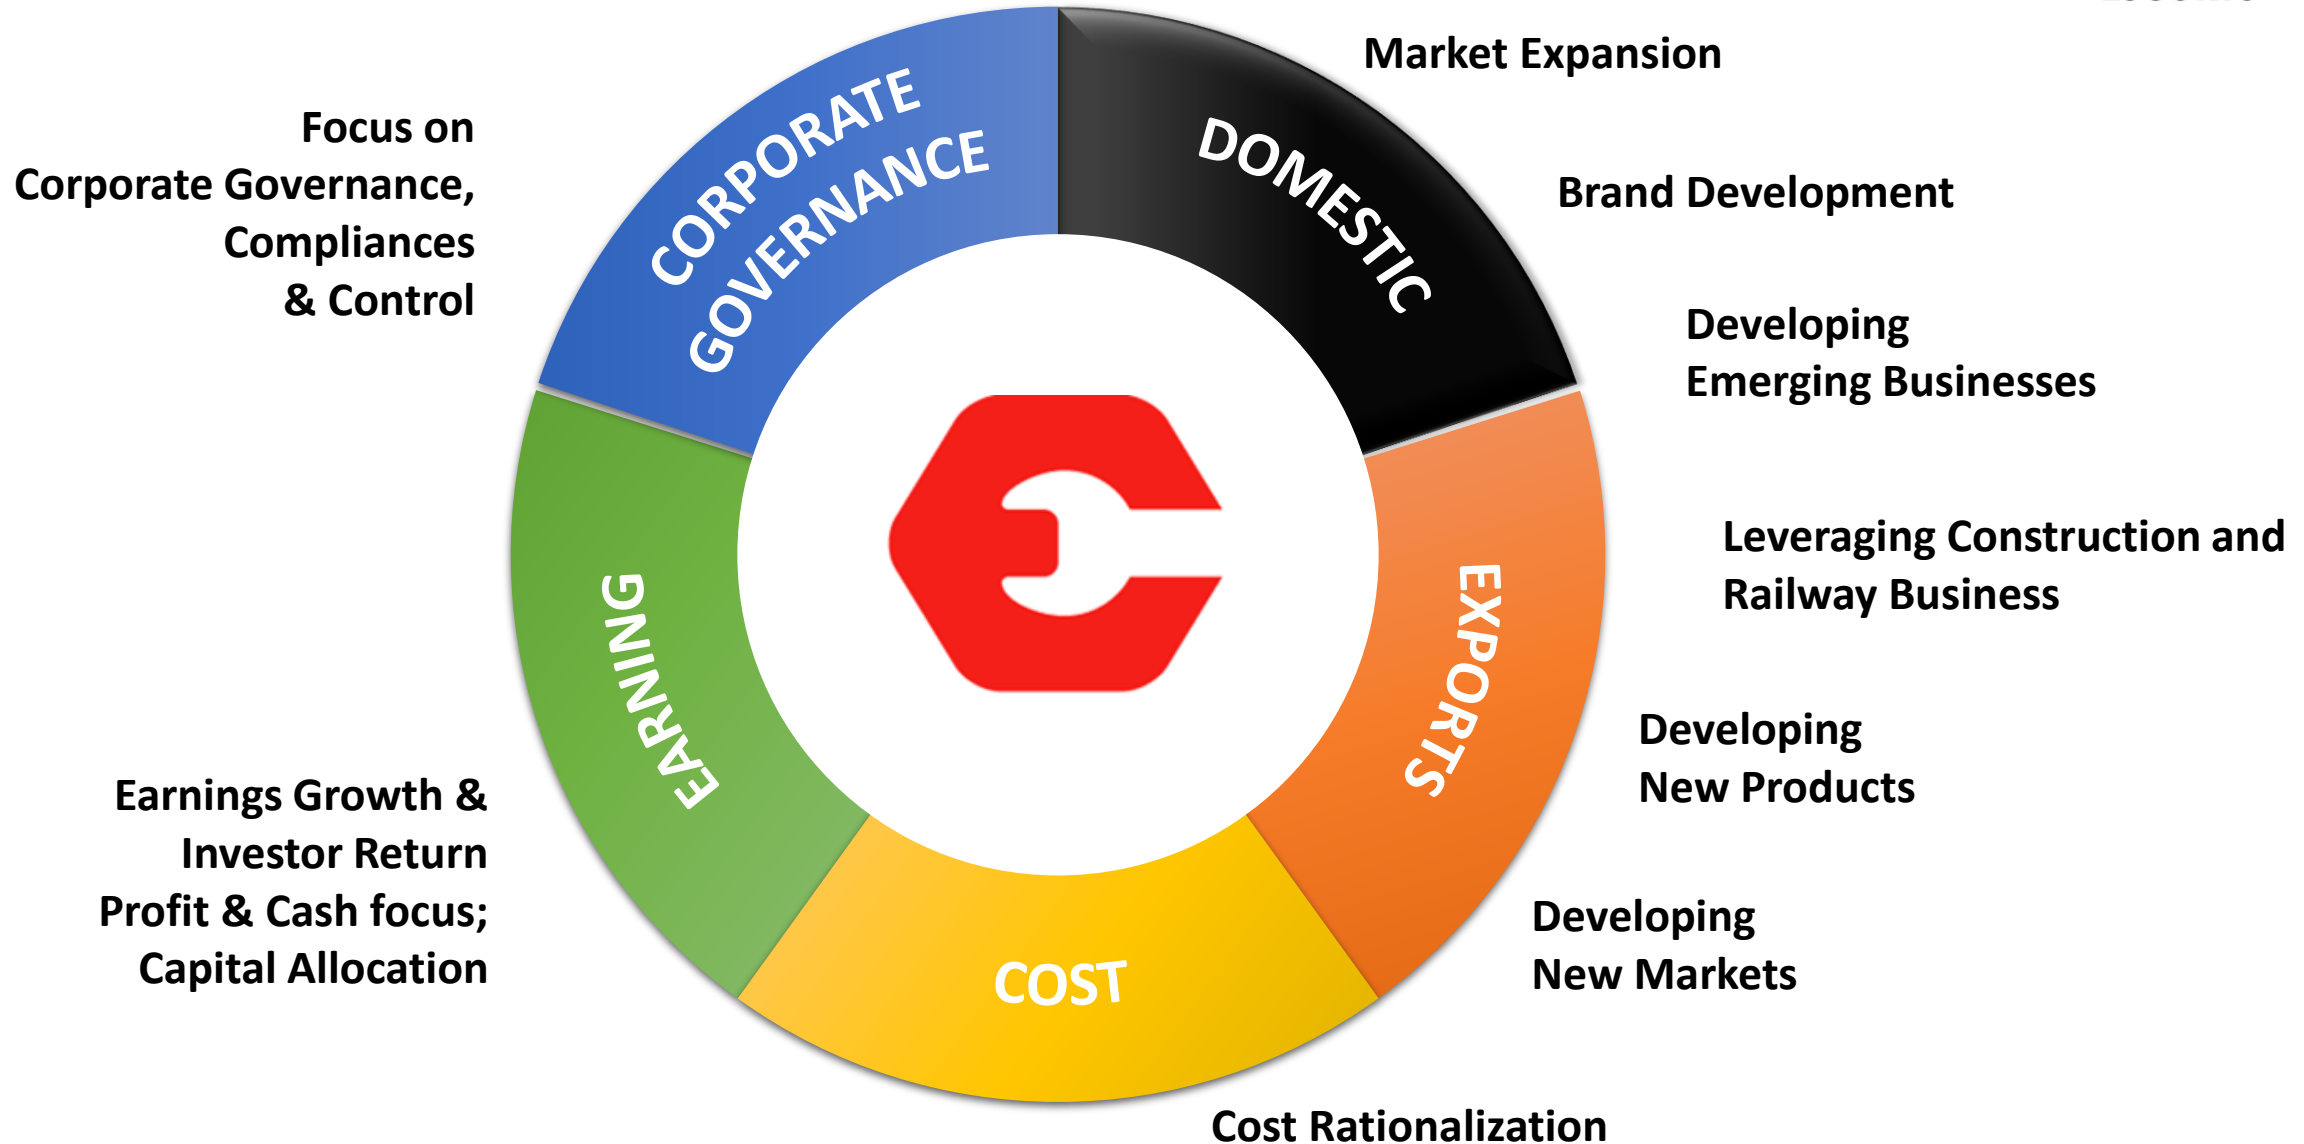 Market Expansion
Brand Development
Developing
Emerging Businesses
Leveraging Construction and
Railway Business
Developing
New Products
Developing
New Markets
Cost Rationalization
Earnings Growth &
Investor Return
Profit & Cash focus;
Capital Allocation
Focus on
Corporate Governance,
Compliances
& Control
CORPORATE
GOVERNANCE
DOMESTIC
EXPORTS
COST
EARNING